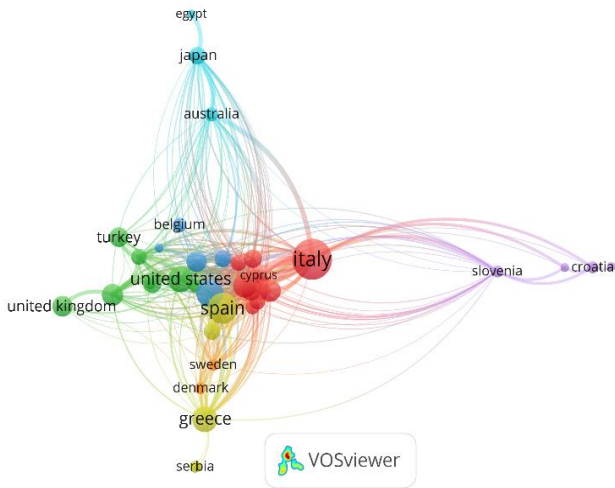 egypt
japan
australia
belgium
turkey
italy
cyprus
united states
slovenia
croatia
united kingdom
spain
sweden
denmark
greece
serbia
VOSviewer